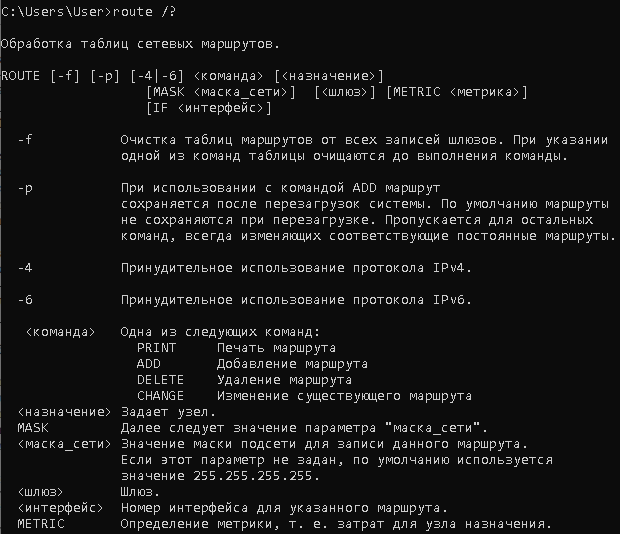 C:\Users\User>route /?
Обработка таблиц сетевых маршрутов.
ROUTE [-f] [-p] [-4|-6] <команда> [<назначение>]
[MASK <маска_сети>] [<шлюз>] [METRIC <метрика>]
[IF <интерфейс>]
-f Очистка таблиц маршрутов от всех записей шлюзов. При указании
одной из команд таблицы очищаются до выполнения команды.
-p При использовании с командой ADD маршрут
сохраняется после перезагрузок системы. По умолчанию маршруты
не сохраняются при перезагрузке. Пропускается для остальных
команд, всегда изменяющих соответствующие постоянные маршруты.
-4 Принудительное использование протокола IPv4.
-6 Принудительное использование протокола IPv6.
<команда> Одна из следующих команд:
PRINT Печать маршрута
ADD Добавление маршрута
DELETE Удаление маршрута
CHANGE Изменение существующего маршрута
<назначение> Задает узел.
MASK Далее следует значение параметра "маска_сети".
<маска_сети> Значение маски подсети для записи данного маршрута.
Если этот параметр не задан, по умолчанию используется
значение 255.255.255.255.
<шлюз> Шлюз.
<интерфейс> Номер интерфейса для указанного маршрута.
METRIC Определение метрики, т. е. затрат для узла назначения.